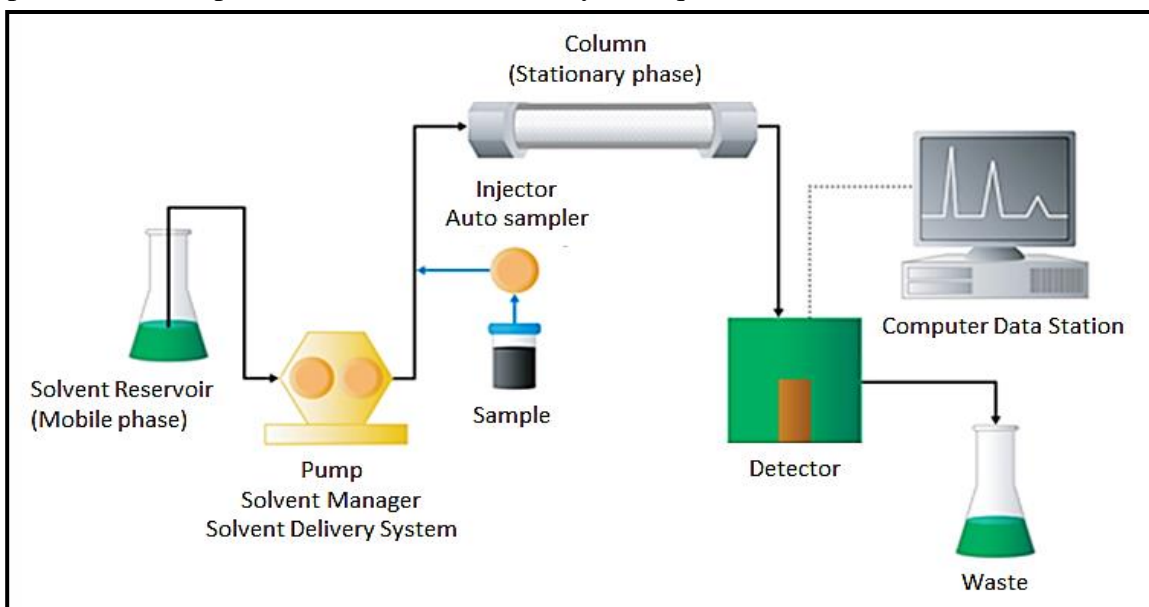 Column
(Stationary phase)
Injector
Auto sampler
Solvent Reservoir
(Mobile phase)
Sample
Pump
Solvent Manager
Solvent Delivery System
Computer Data Station
Detector
Waste